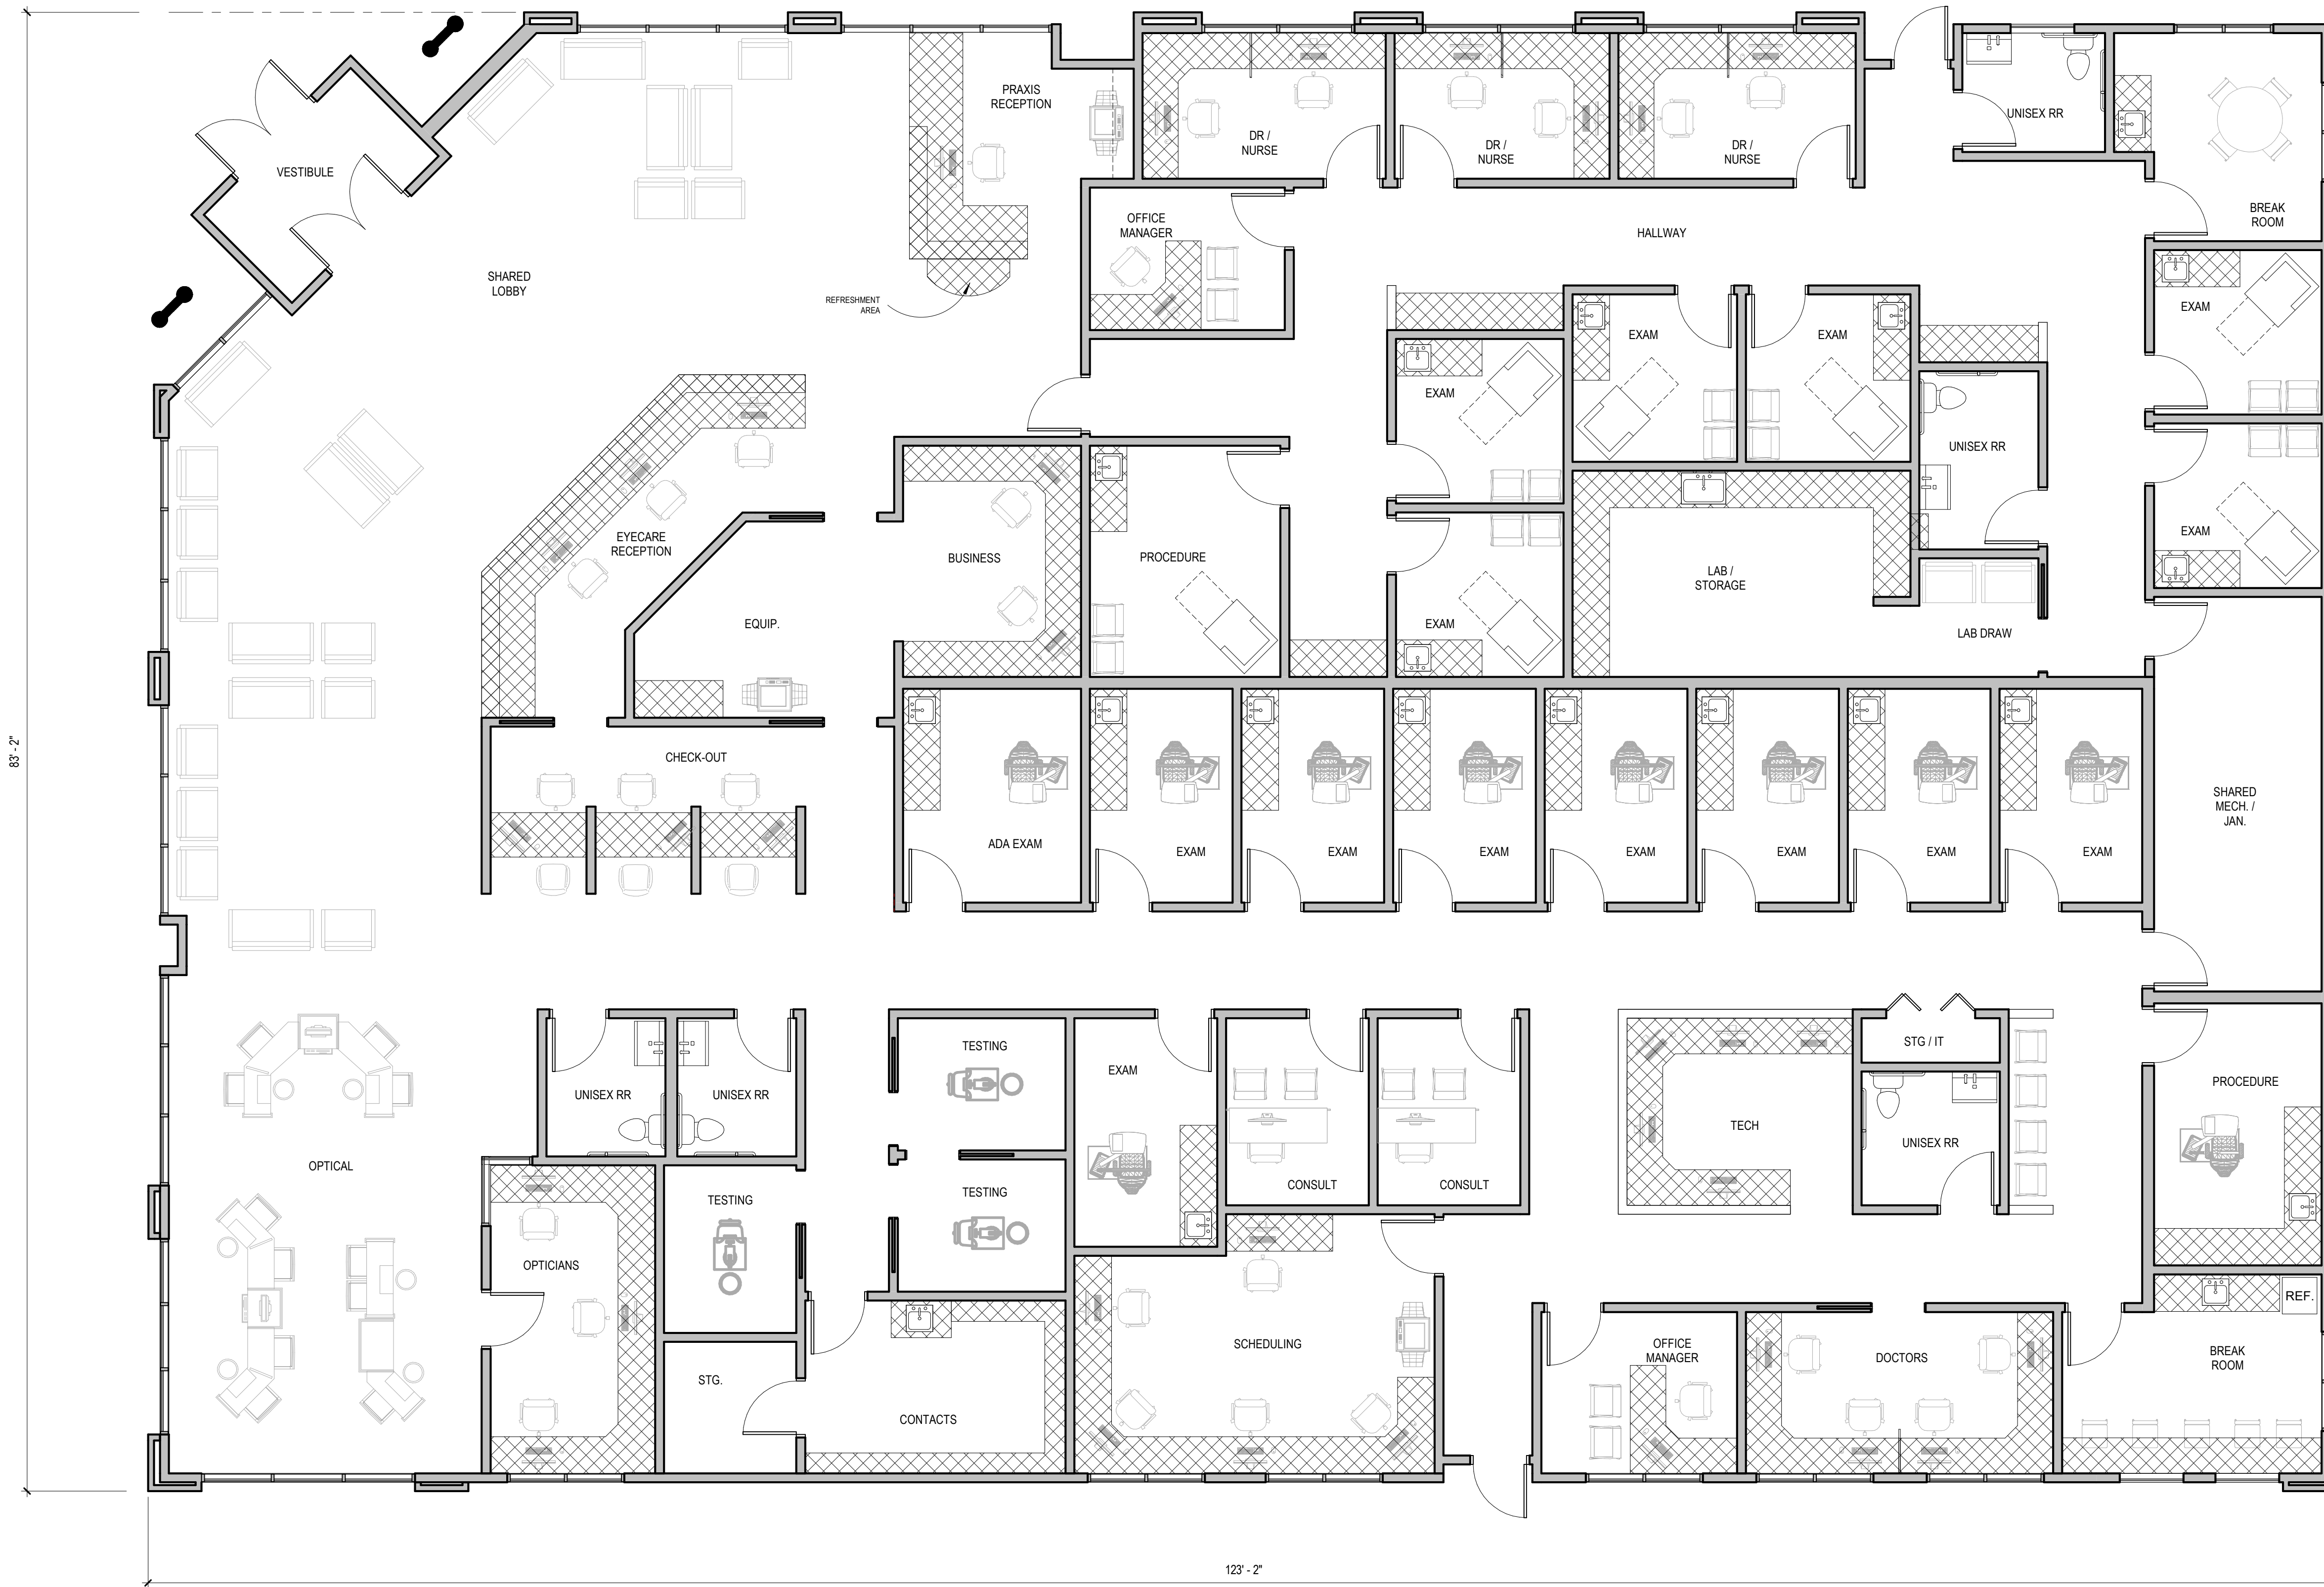 PRAXIS
RECEPTION
DR /
NURSE
DR /
NURSE
DR /
NURSE
UNISEX RR
VESTIBULE
OFFICE
MANAGER
HALLWAY
BREAK
ROOM
SHARED
LOBBY
REFRESHMENT
AREA
EXAM
EXAM
EXAM
EXAM
UNISEX RR
EYECARE
RECEPTION
BUSINESS
PROCEDURE
EXAM
LAB /
STORAGE
EQUIP.
EXAM
LAB DRAW
83' - 2"
CHECK-OUT
SHARED
MECH. /
JAN.
ADA EXAM
EXAM
EXAM
EXAM
EXAM
EXAM
EXAM
EXAM
TESTING
EXAM
STG / IT
UNISEX RR
UNISEX RR
PROCEDURE
TECH
UNISEX RR
OPTICAL
TESTING
TESTING
CONSULT
CONSULT
OPTICIANS
REF.
SCHEDULING
OFFICE
MANAGER
DOCTORS
BREAK
ROOM
STG.
CONTACTS
123' - 2"